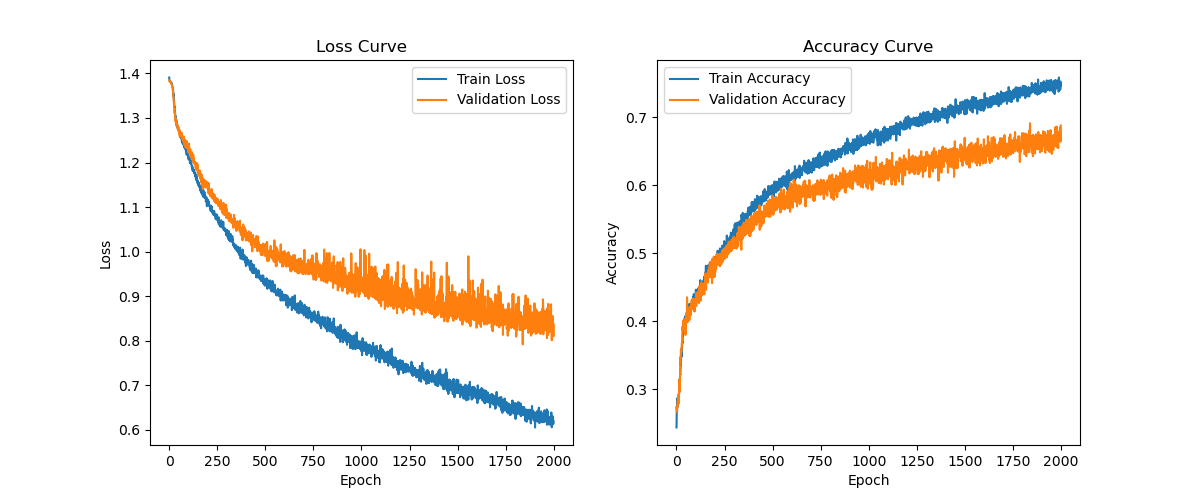 Loss Curve
Loss
1.4
1.3
1.2
1.1
1.0
0.9
0.8
0.7
0.6
Train Loss
Validation Loss
0 250 500 750 1000 1250 1500 1750 2000
Epoch
Accuracy Curve
Accuracy
0.7
0.6
0.5
0.4
0.3
Train Accuracy
Validation Accuracy
0 250 500 750 1000 1250 1500 1750 2000
Epoch